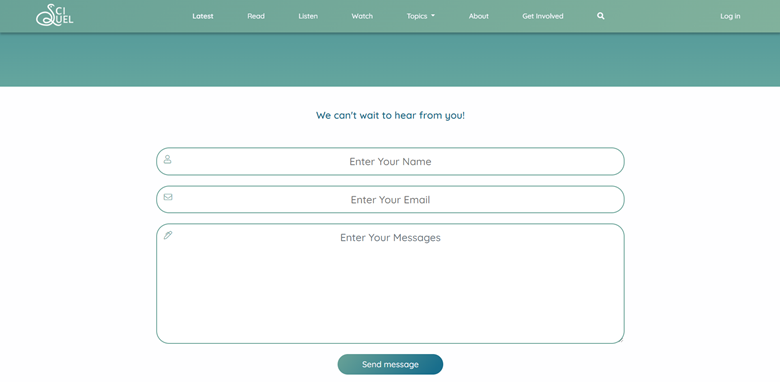 SCI
QUEL
Latest
Read
Listen
Watch
Topics
About
Get Involved
Log in
We can't wait to hear from you!
Enter Your Name
Enter Your Email
Enter Your Messages
Send message